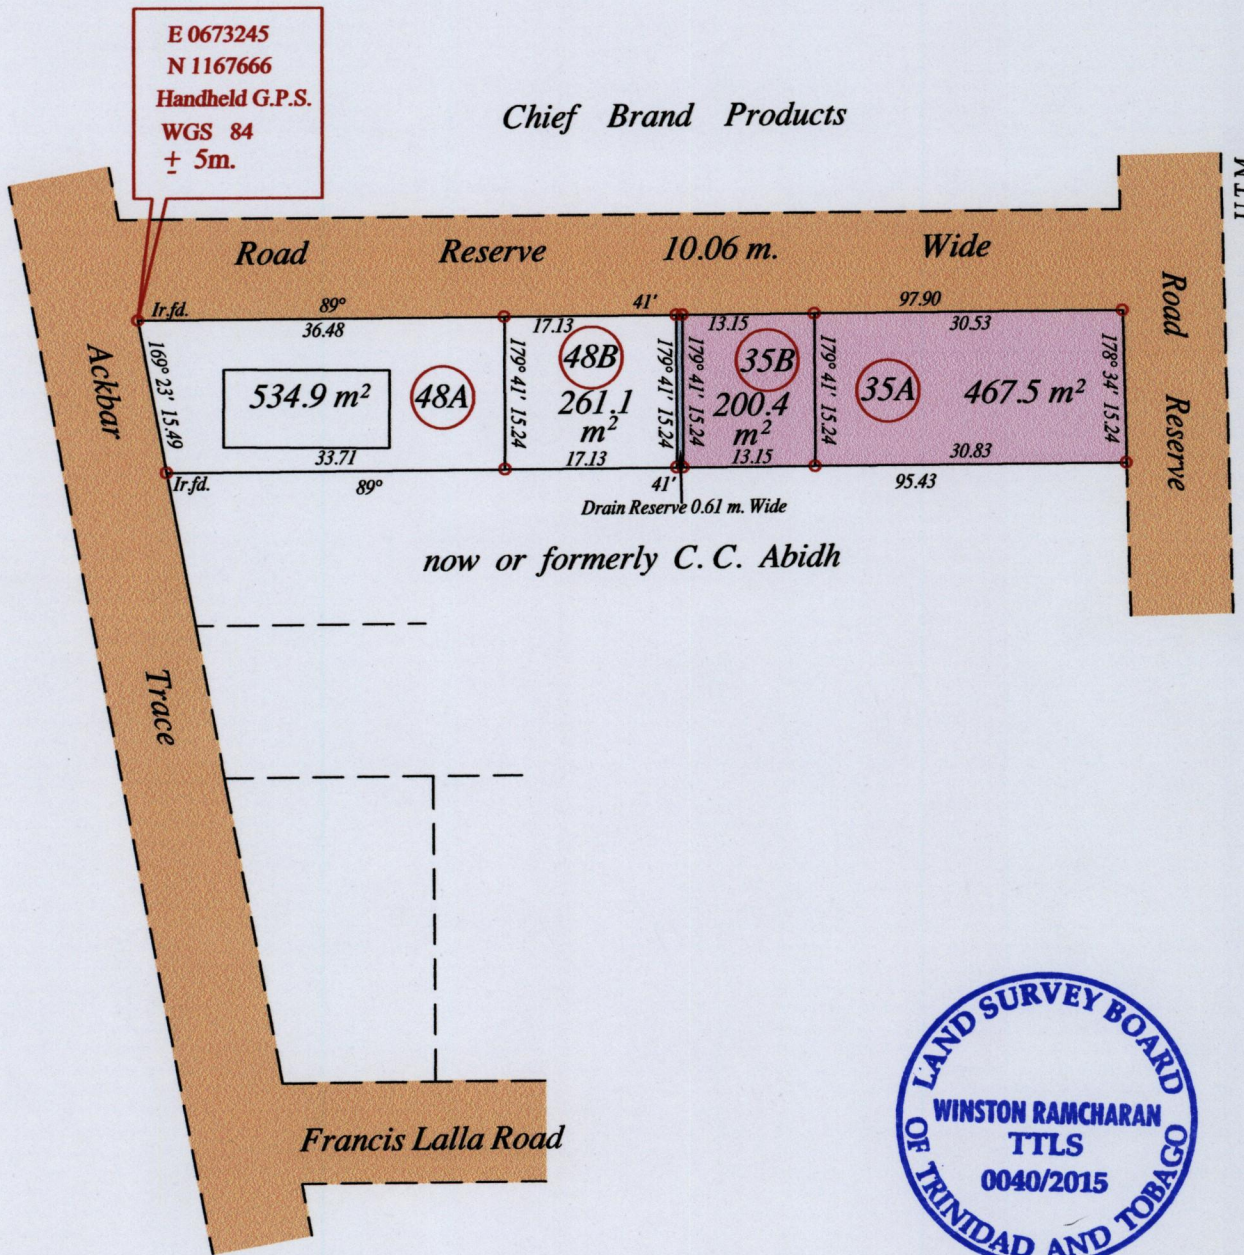 E 0673245
N 1167666
Handheld G.P.S.
WGS 84
± 5m.
Chief Brand Products
Road Reserve 10.06 m. Wide
Ir.fd.
89° 41' 97.90
36.48
17.13
13.15
30.53
Ackbar
169° 23' 15.49
534.9 m²
48A
179° 41' 15.24
48B
261.1
m²
179° 41' 15.24
179° 41' 15.24
35B
200.4
m²
179° 41' 15.24
35A
467.5 m²
178° 34' 15.24
Road Reserve
33.71
17.13
13.15
30.83
Ir.fd.
89° 41' 95.43
Drain Reserve 0.61 m. Wide
now or formerly C. C. Abidh
Trace
Francis Lalla Road
LAND SURVEY BOARD
WINSTON RAMCHARAN
TTLS
0040/2015
OF TRINIDAD AND TOBAGO